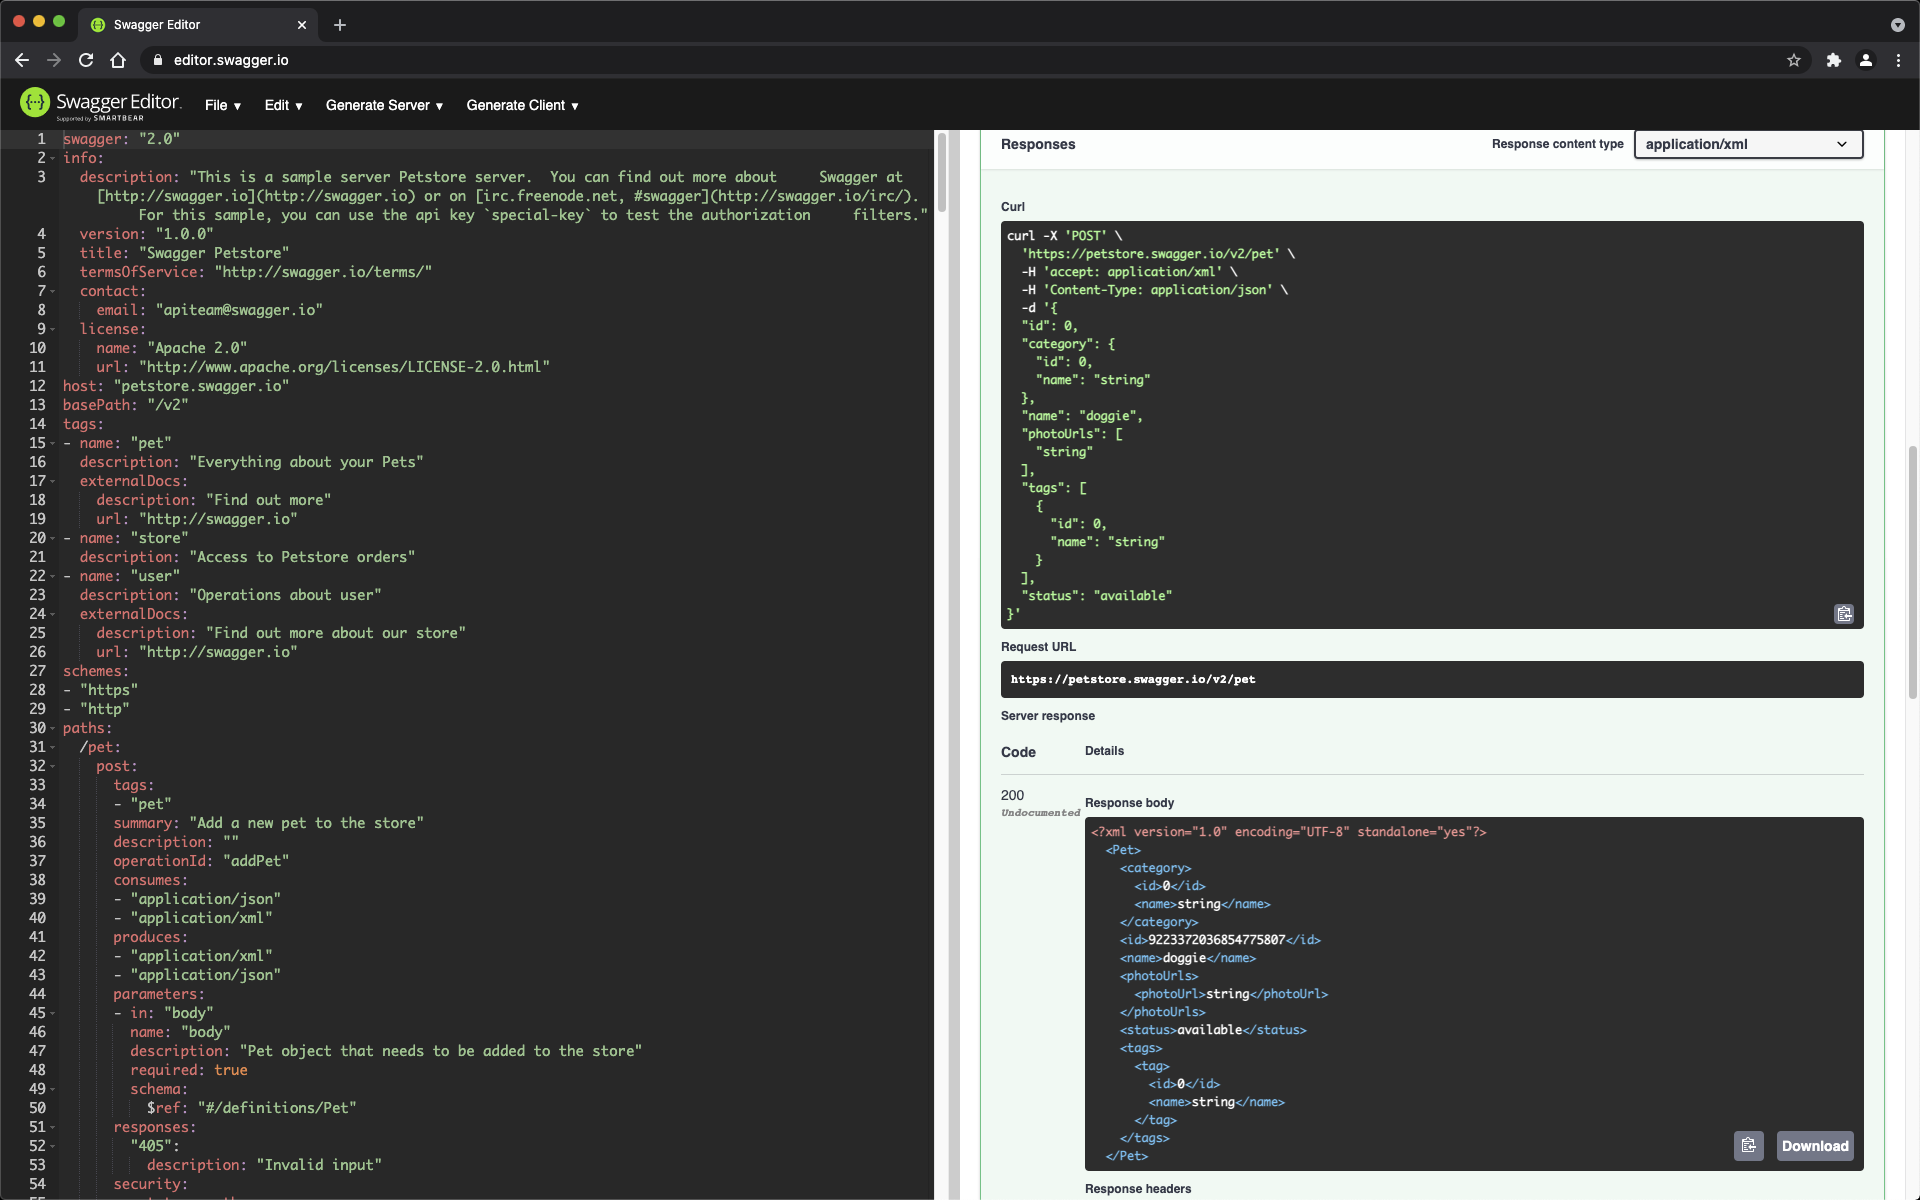 Swagger Editor
editor.swagger.io
Swagger Editor.
Supported by SMARTBEAR
File ▾ Edit ▾ Generate Server ▾ Generate Client ▾
1 swagger: "2.0"
2 info:
3 description: "This is a sample server Petstore server.  You can find out more about     Swagger at
[http://swagger.io](http://swagger.io) or on [irc.freenode.net, #swagger](http://swagger.io/irc/).
For this sample, you can use the api key `special-key` to test the authorization     filters."
4 version: "1.0.0"
5 title: "Swagger Petstore"
6 termsOfService: "http://swagger.io/terms/"
7 contact:
8 email: "apiteam@swagger.io"
9 license:
10 name: "Apache 2.0"
11 url: "http://www.apache.org/licenses/LICENSE-2.0.html"
12 host: "petstore.swagger.io"
13 basePath: "/v2"
14 tags:
15 - name: "pet"
16 description: "Everything about your Pets"
17 externalDocs:
18 description: "Find out more"
19 url: "http://swagger.io"
20 - name: "store"
21 description: "Access to Petstore orders"
22 - name: "user"
23 description: "Operations about user"
24 externalDocs:
25 description: "Find out more about our store"
26 url: "http://swagger.io"
27 schemes:
28 - "https"
29 - "http"
30 paths:
31 /pet:
32 post:
33 tags:
34 - "pet"
35 summary: "Add a new pet to the store"
36 description: ""
37 operationId: "addPet"
38 consumes:
39 - "application/json"
40 - "application/xml"
41 produces:
42 - "application/xml"
43 - "application/json"
44 parameters:
45 - in: "body"
46 name: "body"
47 description: "Pet object that needs to be added to the store"
48 required: true
49 schema:
50 $ref: "#/definitions/Pet"
51 responses:
52 "405":
53 description: "Invalid input"
54 security:
Responses
Response content type application/xml
Curl
curl -X 'POST' \
'https://petstore.swagger.io/v2/pet' \
-H 'accept: application/xml' \
-H 'Content-Type: application/json' \
-d '{
"id": 0,
"category": {
"id": 0,
"name": "string"
},
"name": "doggie",
"photoUrls": [
"string"
],
"tags": [
{
"id": 0,
"name": "string"
}
],
"status": "available"
}'
Request URL
https://petstore.swagger.io/v2/pet
Server response
Code Details
200
Undocumented
Response body
<?xml version="1.0" encoding="UTF-8" standalone="yes"?>
<Pet>
<category>
<id>0</id>
<name>string</name>
</category>
<id>9223372036854775807</id>
<name>doggie</name>
<photoUrls>
<photoUrl>string</photoUrl>
</photoUrls>
<status>available</status>
<tags>
<tag>
<id>0</id>
<name>string</name>
</tag>
</tags>
</Pet>
Download
Response headers